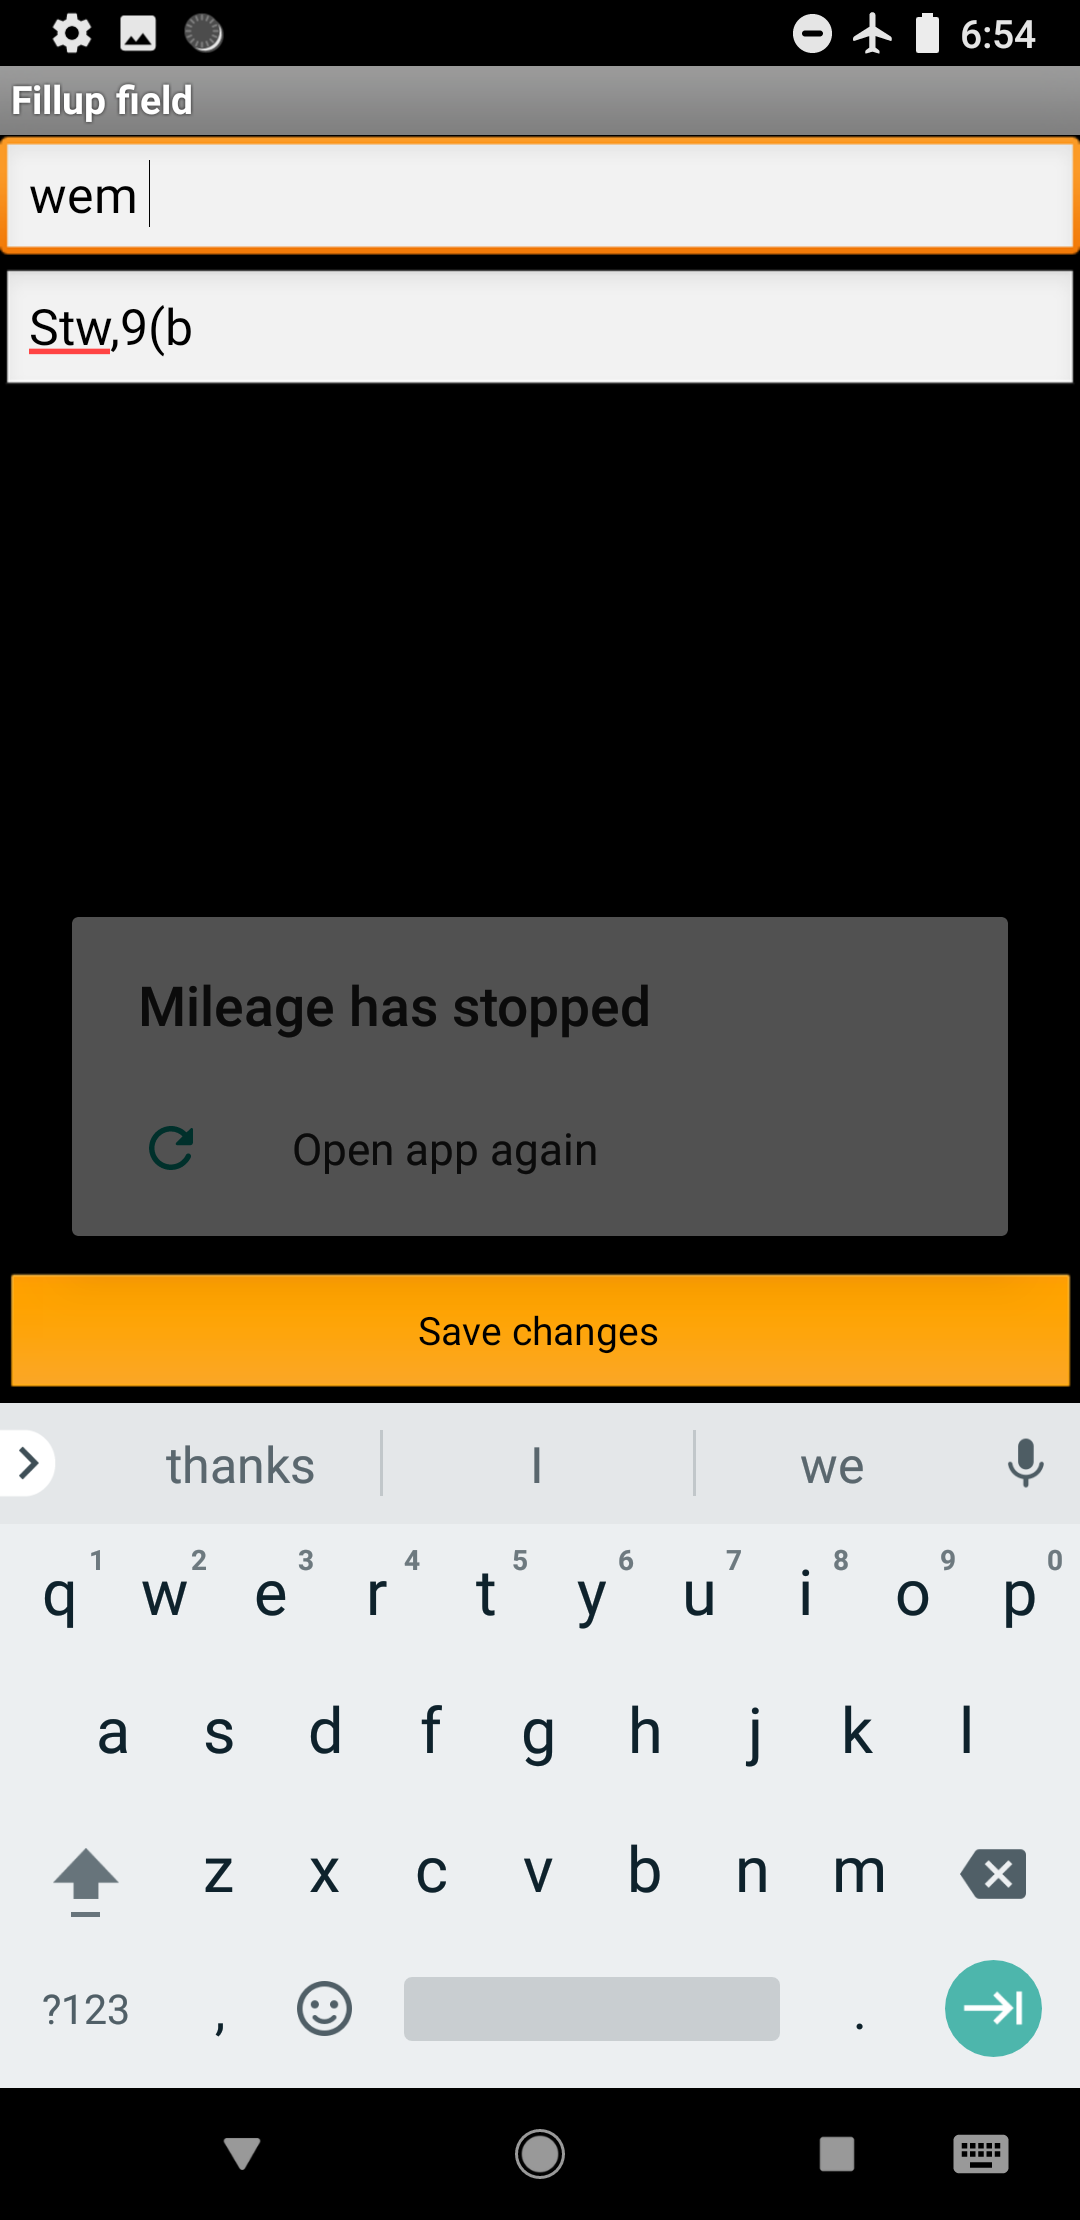 6:54
Fillup field
wem
Stw,9(b
Mileage has stopped
Open app again
Save changes
thanks I we
1 2 3 4 5 6 7 8 9 0
q w e r t y u i o p
a s d f g h j k l
z x c v b n m
?123 , .